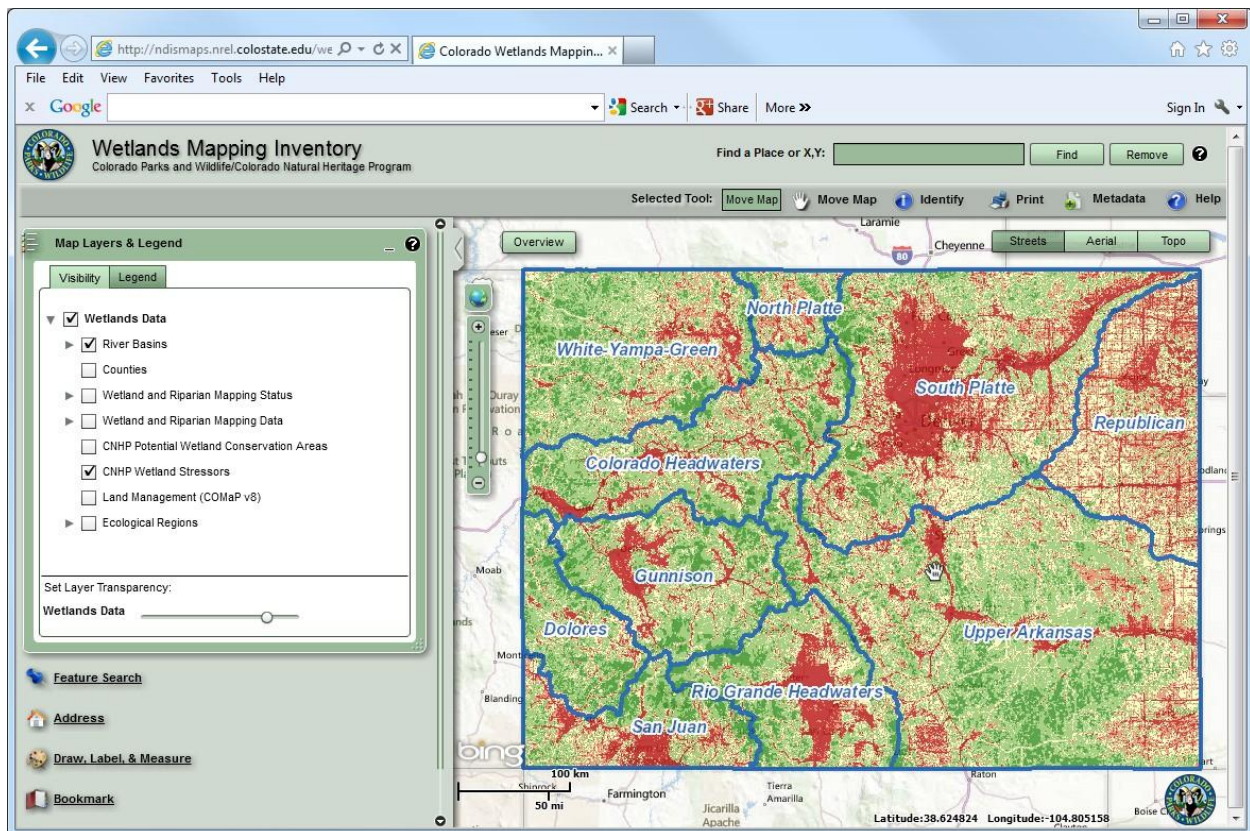 http://ndismaps.nrel.colostate.edu/we
Colorado Wetlands Mappin...
File Edit View Favorites Tools Help
Google Search Share More » Sign In
Wetlands Mapping Inventory
Colorado Parks and Wildlife/Colorado Natural Heritage Program
Find a Place or X,Y: Find Remove
Selected Tool: Move Map Move Map Identify Print Metadata Help
Map Layers & Legend
Visibility Legend
Wetlands Data
River Basins
Counties
Wetland and Riparian Mapping Status
Wetland and Riparian Mapping Data
CNHP Potential Wetland Conservation Areas
CNHP Wetland Stressors
Land Management (COMaP v8)
Ecological Regions
Set Layer Transparency:
Wetlands Data
Feature Search
Address
Draw, Label, & Measure
Bookmark
Laramie
Overview
80
Cheyenne
Streets Aerial Topo
North Platte
White-Yampa-Green
South Platte
Republican
Colorado Headwaters
Moab
Gunnison
Dolores
Upper Arkansas
Blanding
Rio Grande Headwaters
San Juan
bing
100 km
50 mi
Shiprock
Farmington
Tierra
Amarilla
Jicarilla
Apache
Raton
Latitude:38.624824 Longitude:-104.805158
Clayton
Boise C